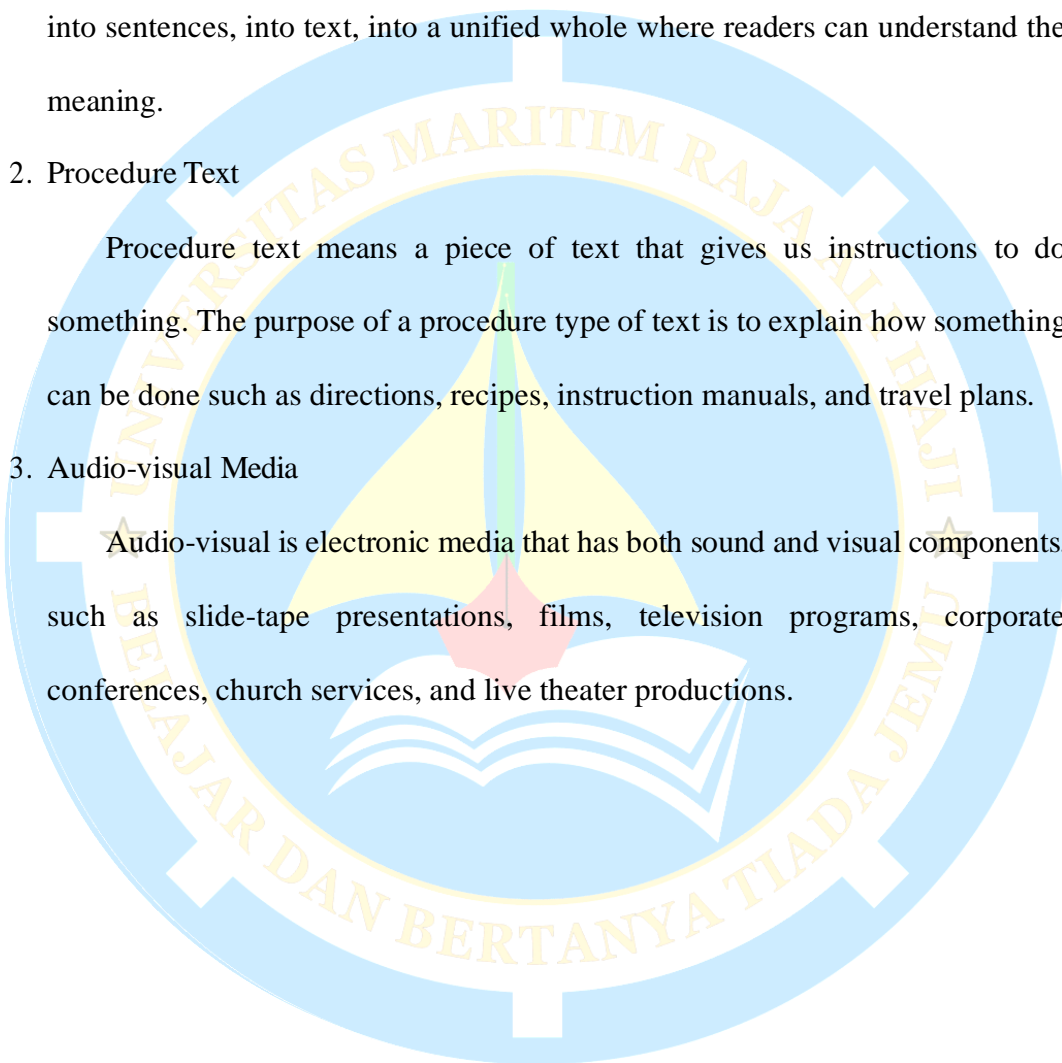 into sentences, into text, into a unified whole where readers can understand the
meaning.
2. Procedure Text
Procedure text means a piece of text that gives us instructions to do
something. The purpose of a procedure type of text is to explain how something
can be done such as directions, recipes, instruction manuals, and travel plans.
3. Audio-visual Media
Audio-visual is electronic media that has both sound and visual components,
such as slide-tape presentations, films, television programs, corporate
conferences, church services, and live theater productions.
UNIVERSITAS MARITIM RAJA ALI HAJI
BELAJAR DAN BERTANYA TIADA JEMU